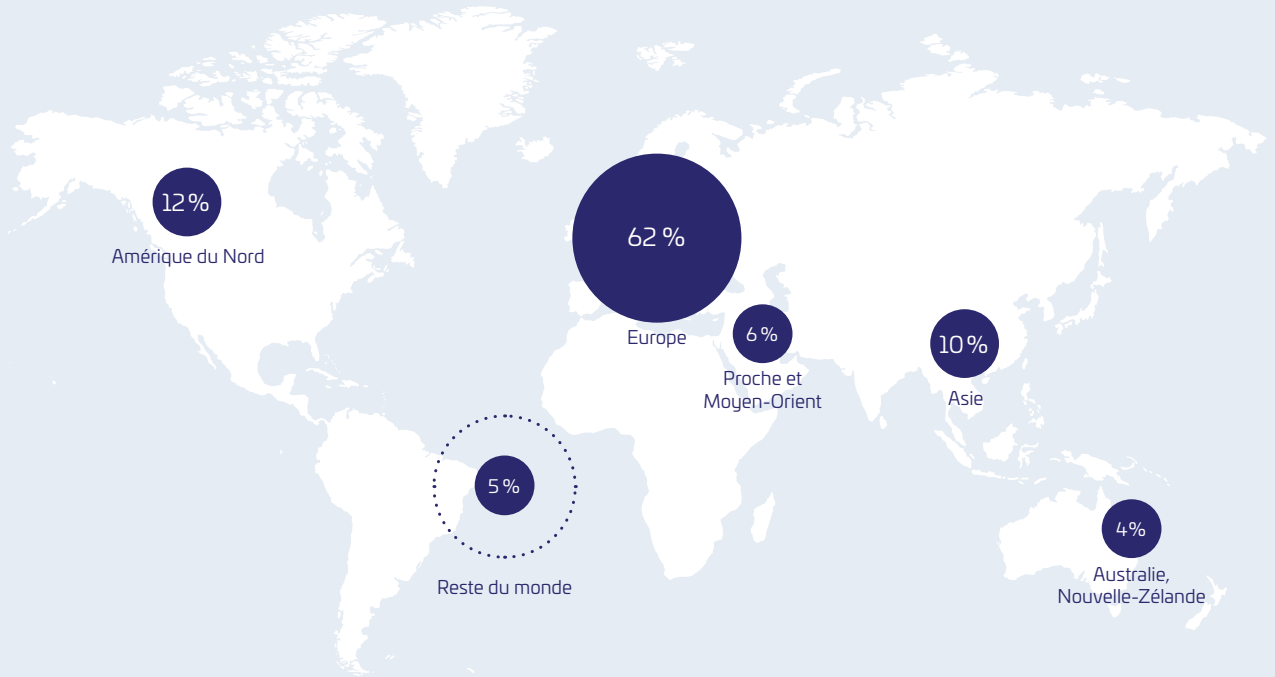 12 %
Amérique du Nord
62 %
Europe
6 %
Proche et
Moyen-Orient
10 %
Asie
5 %
Reste du monde
4%
Australie,
Nouvelle-Zélande